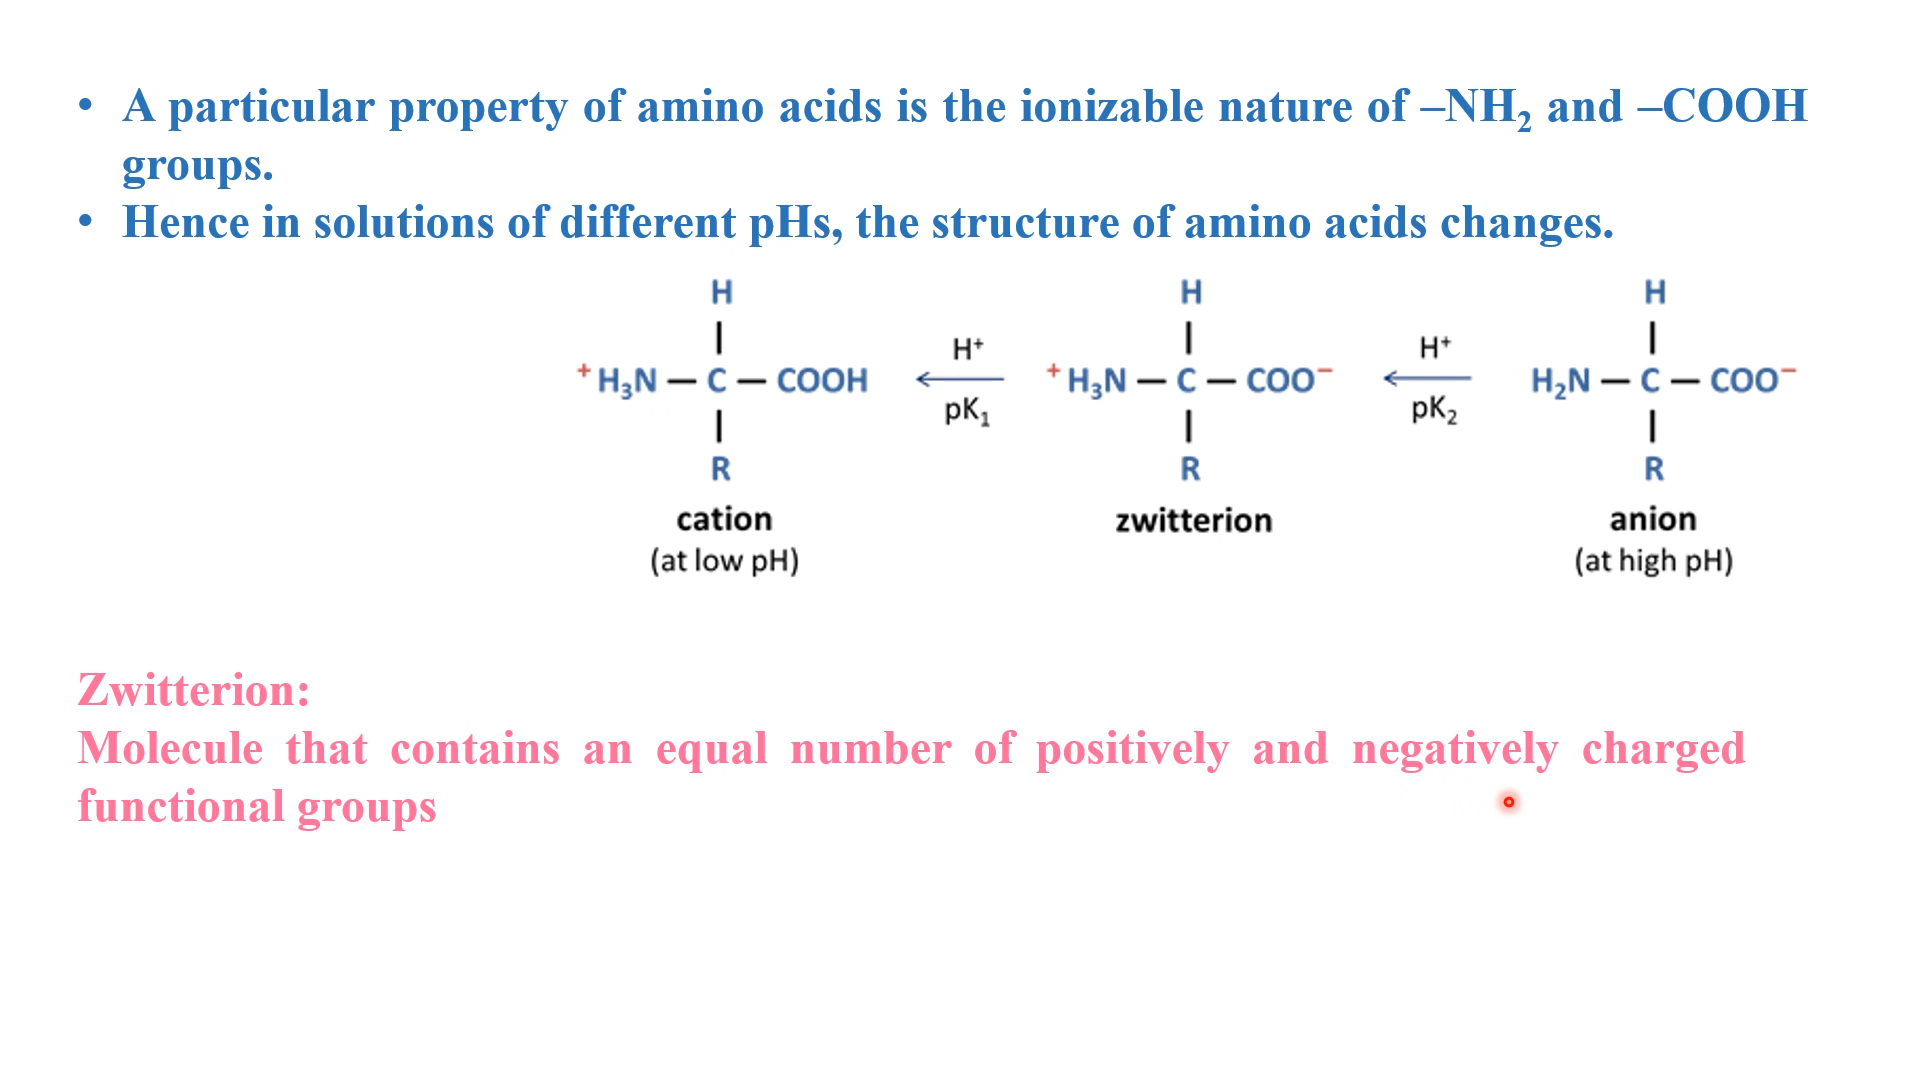 • A particular property of amino acids is the ionizable nature of –NH₂ and –COOH
groups.
• Hence in solutions of different pHs, the structure of amino acids changes.
H H H
H⁺ H⁺
⁺H₃N — C — COOH ⁺H₃N — C — COO⁻ H₂N — C — COO⁻
pK₁ pK₂
R R R
cation zwitterion anion
(at low pH) (at high pH)
Zwitterion:
Molecule that contains an equal number of positively and negatively charged
functional groups